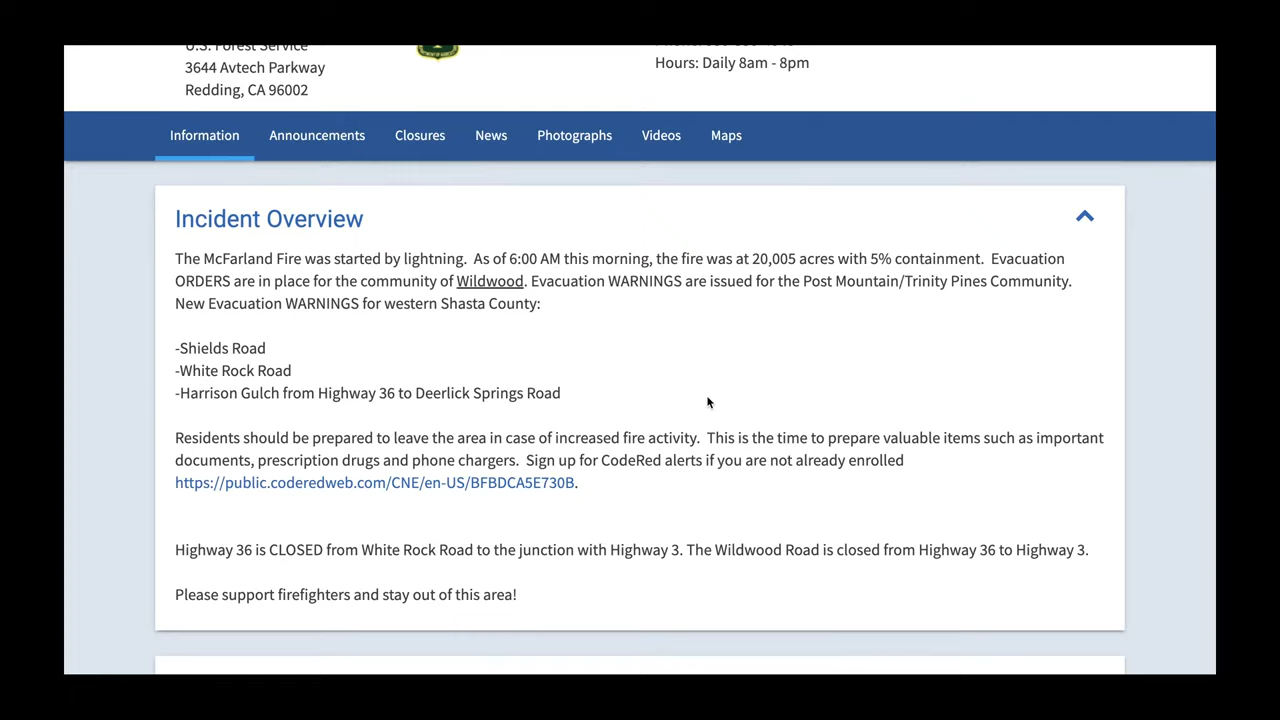 U.S. Forest Service
3644 Avtech Parkway
Redding, CA 96002
Hours: Daily 8am - 8pm
Information Announcements Closures News Photographs Videos Maps
Incident Overview
The McFarland Fire was started by lightning.  As of 6:00 AM this morning, the fire was at 20,005 acres with 5% containment.  Evacuation
ORDERS are in place for the community of Wildwood. Evacuation WARNINGS are issued for the Post Mountain/Trinity Pines Community.
New Evacuation WARNINGS for western Shasta County:
-Shields Road
-White Rock Road
-Harrison Gulch from Highway 36 to Deerlick Springs Road
Residents should be prepared to leave the area in case of increased fire activity.  This is the time to prepare valuable items such as important
documents, prescription drugs and phone chargers.  Sign up for CodeRed alerts if you are not already enrolled
https://public.coderedweb.com/CNE/en-US/BFBDCA5E730B.
Highway 36 is CLOSED from White Rock Road to the junction with Highway 3. The Wildwood Road is closed from Highway 36 to Highway 3.
Please support firefighters and stay out of this area!